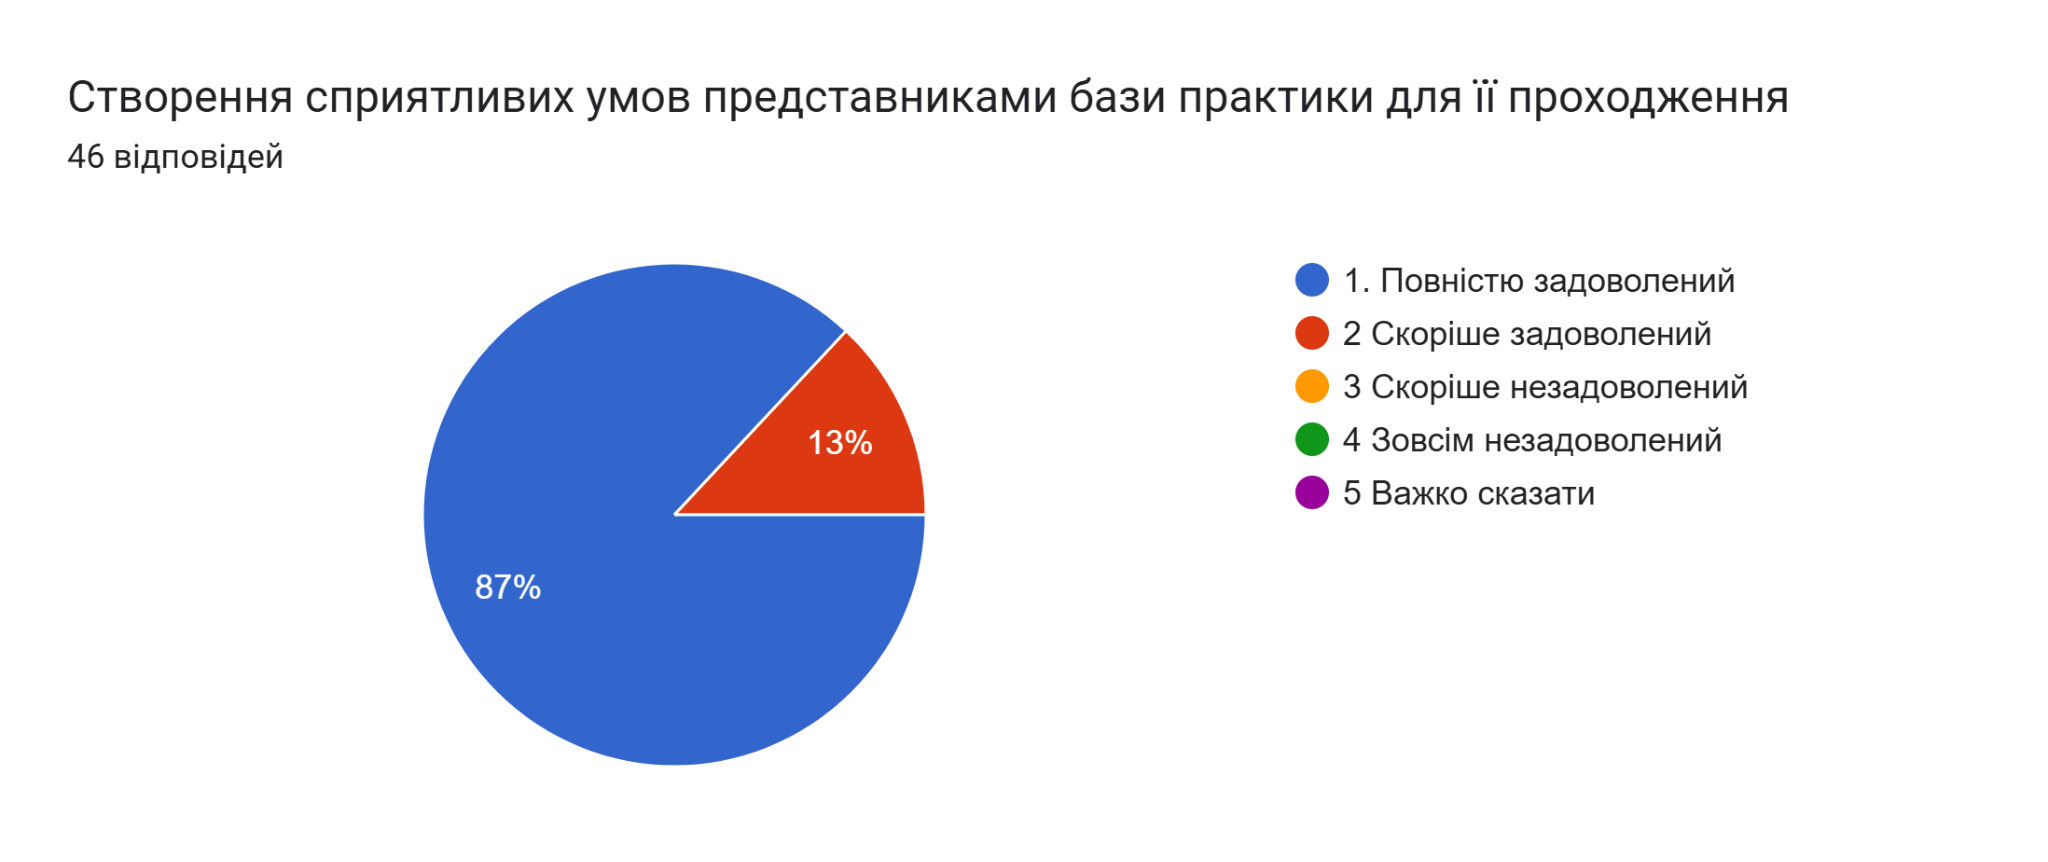 Створення сприятливих умов представниками бази практики для її проходження
46 відповідей
1. Повністю задоволений
2 Скоріше задоволений
3 Скоріше незадоволений
4 Зовсім незадоволений
5 Важко сказати
13%
87%